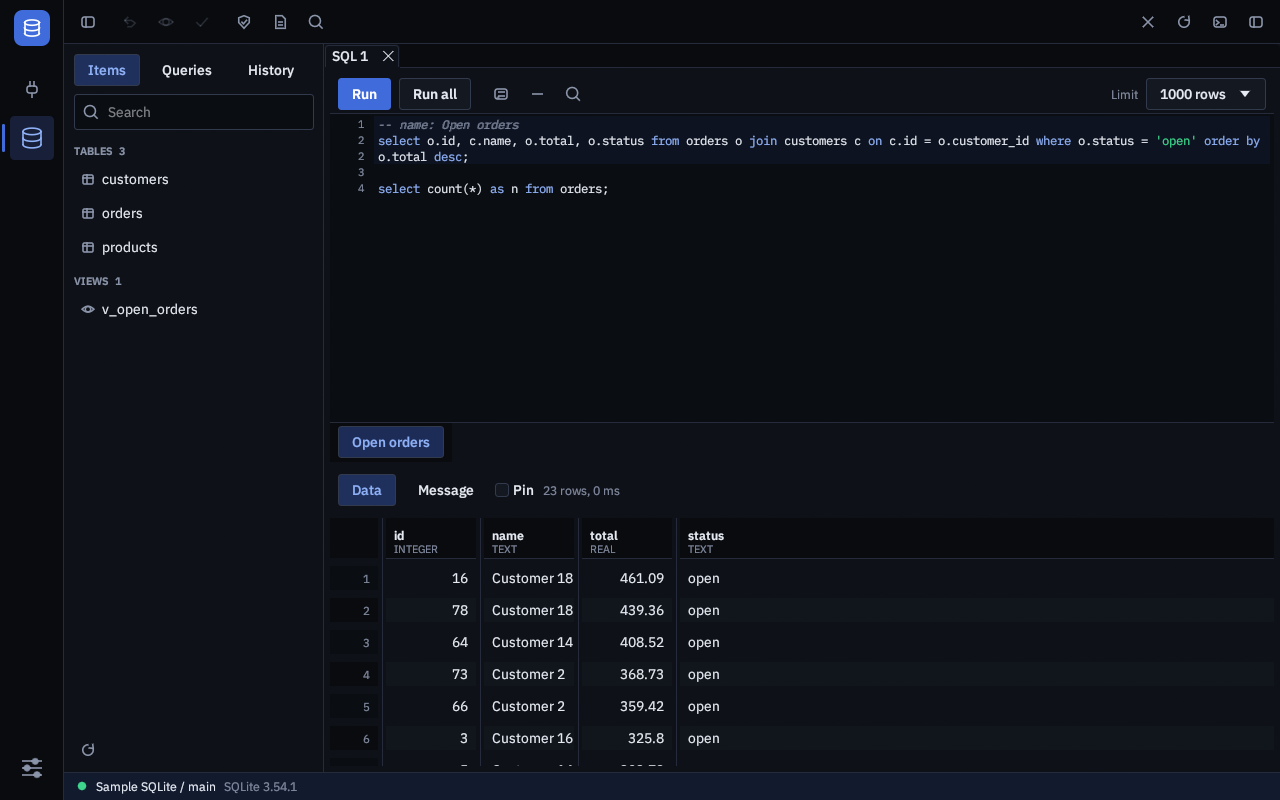 Items Queries History
Search
TABLES 3
customers
orders
products
VIEWS 1
v_open_orders
SQL 1
Run Run all Limit 1000 rows
1 -- name: Open orders
2 select o.id, c.name, o.total, o.status from orders o join customers c on c.id = o.customer_id where o.status = 'open' order by
2 o.total desc;
3
4 select count(*) as n from orders;
Open orders
Data Message Pin 23 rows, 0 ms
id name total status
INTEGER TEXT REAL TEXT
1 16 Customer 18 461.09 open
2 78 Customer 18 439.36 open
3 64 Customer 14 408.52 open
4 73 Customer 2 368.73 open
5 66 Customer 2 359.42 open
6 3 Customer 16 325.8 open
Sample SQLite / main SQLite 3.54.1